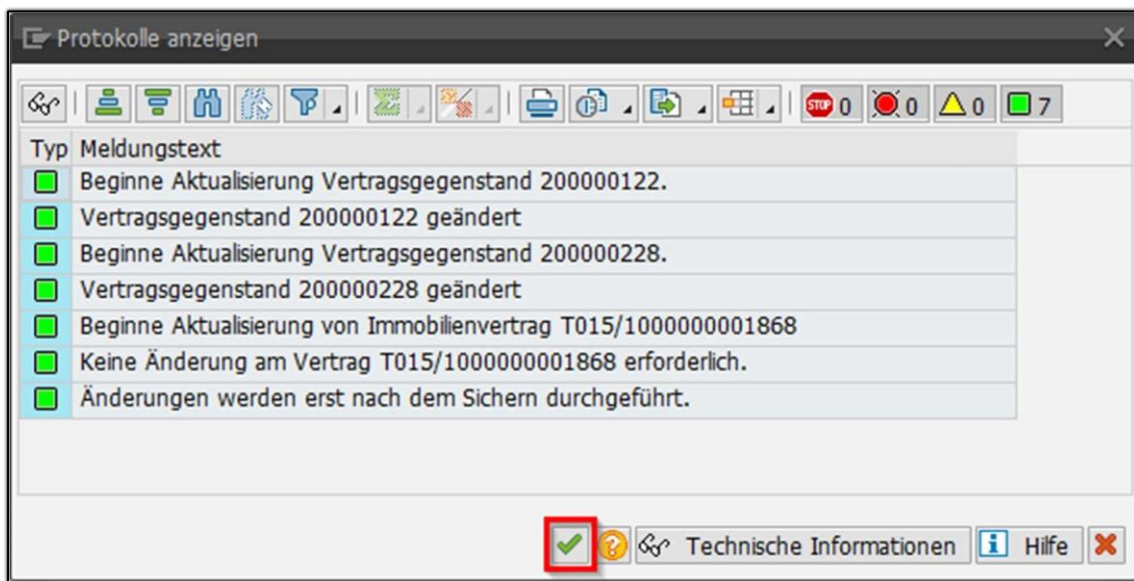 Protokolle anzeigen
STOP 0 0 0 7
Typ Meldungstext
Beginne Aktualisierung Vertragsgegenstand 200000122.
Vertragsgegenstand 200000122 geändert
Beginne Aktualisierung Vertragsgegenstand 200000228.
Vertragsgegenstand 200000228 geändert
Beginne Aktualisierung von Immobilienvertrag T015/1000000001868
Keine Änderung am Vertrag T015/1000000001868 erforderlich.
Änderungen werden erst nach dem Sichern durchgeführt.
Technische Informationen Hilfe